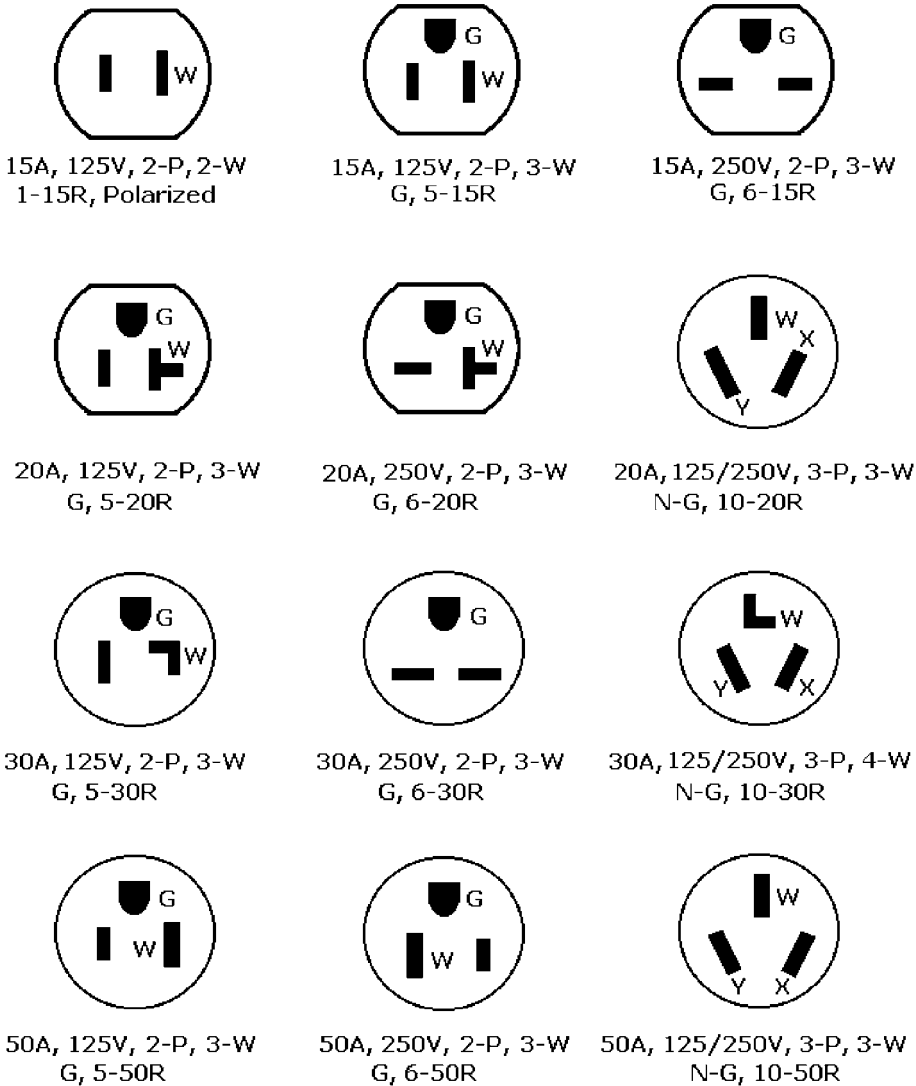 W
G
W
G
15A, 125V, 2-P, 2-W
1-15R, Polarized
15A, 125V, 2-P, 3-W
G, 5-15R
15A, 250V, 2-P, 3-W
G, 6-15R
G
W
G
W
W
X
Y
20A, 125V, 2-P, 3-W
G, 5-20R
20A, 250V, 2-P, 3-W
G, 6-20R
20A, 125/250V, 3-P, 3-W
N-G, 10-20R
G
W
G
W
Y
X
30A, 125V, 2-P, 3-W
G, 5-30R
30A, 250V, 2-P, 3-W
G, 6-30R
30A, 125/250V, 3-P, 4-W
N-G, 10-30R
G
W
G
W
W
Y
X
50A, 125V, 2-P, 3-W
G, 5-50R
50A, 250V, 2-P, 3-W
G, 6-50R
50A, 125/250V, 3-P, 3-W
N-G, 10-50R